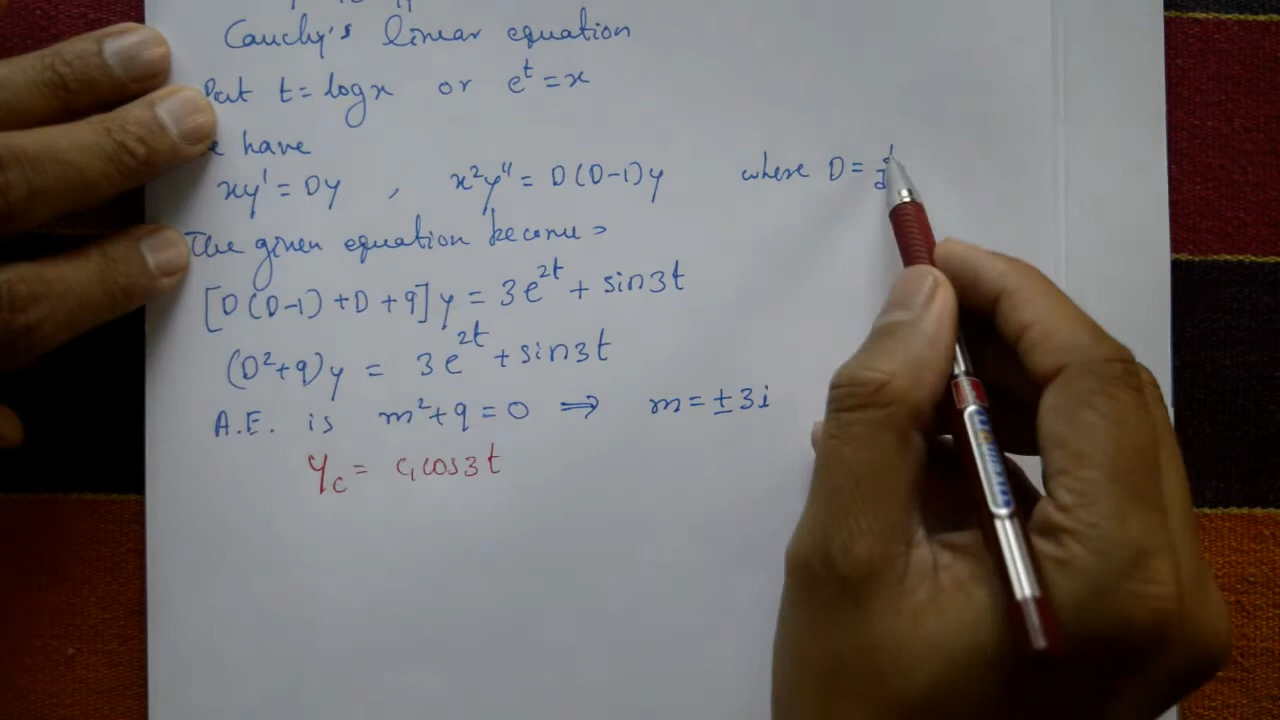 Cauchy's linear equation
Put t = log x or e^t = x
have
xy' = Dy , x²y'' = D(D-1)y where D =
The given equation becomes
[D(D-1) + D + 9] y = 3e^{2t} + sin3t
(D²+9)y = 3e^{2t} + sin3t
A.E. is m²+9 = 0 ⇒ m = ±3i
y_c = c₁cos3t